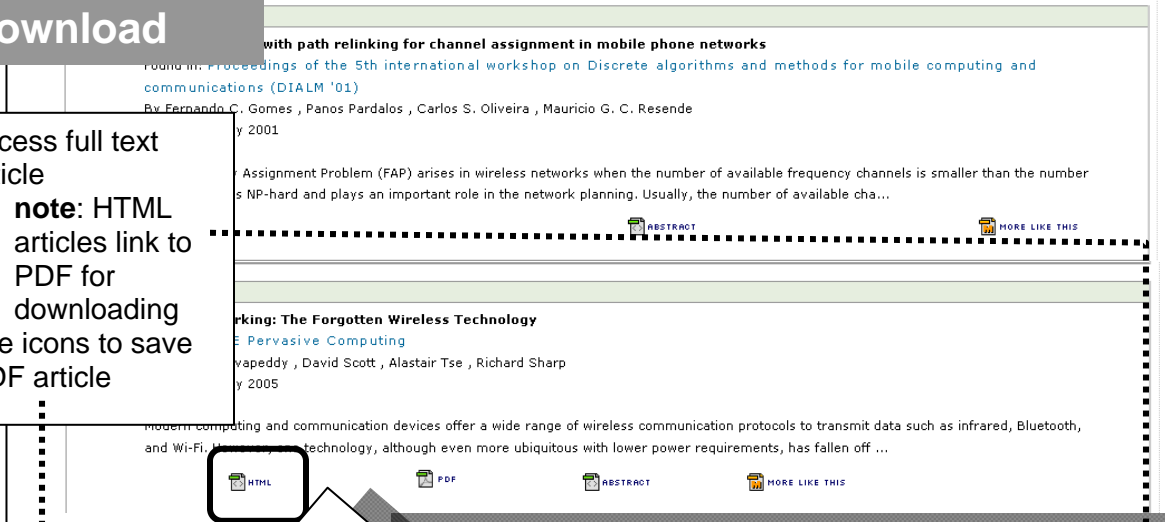 ownload
with path relinking for channel assignment in mobile phone networks
Found in: Proceedings of the 5th international workshop on Discrete algorithms and methods for mobile computing and
communications (DIALM '01)
By Fernando C. Gomes , Panos Pardalos , Carlos S. Oliveira , Mauricio G. C. Resende
y 2001
Assignment Problem (FAP) arises in wireless networks when the number of available frequency channels is smaller than the number
s NP-hard and plays an important role in the network planning. Usually, the number of available cha...
ABSTRACT MORE LIKE THIS
cess full text
icle
note: HTML
articles link to
PDF for
downloading
e icons to save
DF article
rking: The Forgotten Wireless Technology
E Pervasive Computing
vapeddy , David Scott , Alastair Tse , Richard Sharp
y 2005
Modern computing and communication devices offer a wide range of wireless communication protocols to transmit data such as infrared, Bluetooth,
and Wi-Fi. However, one technology, although even more ubiquitous with lower power requirements, has fallen off ...
HTML PDF ABSTRACT MORE LIKE THIS